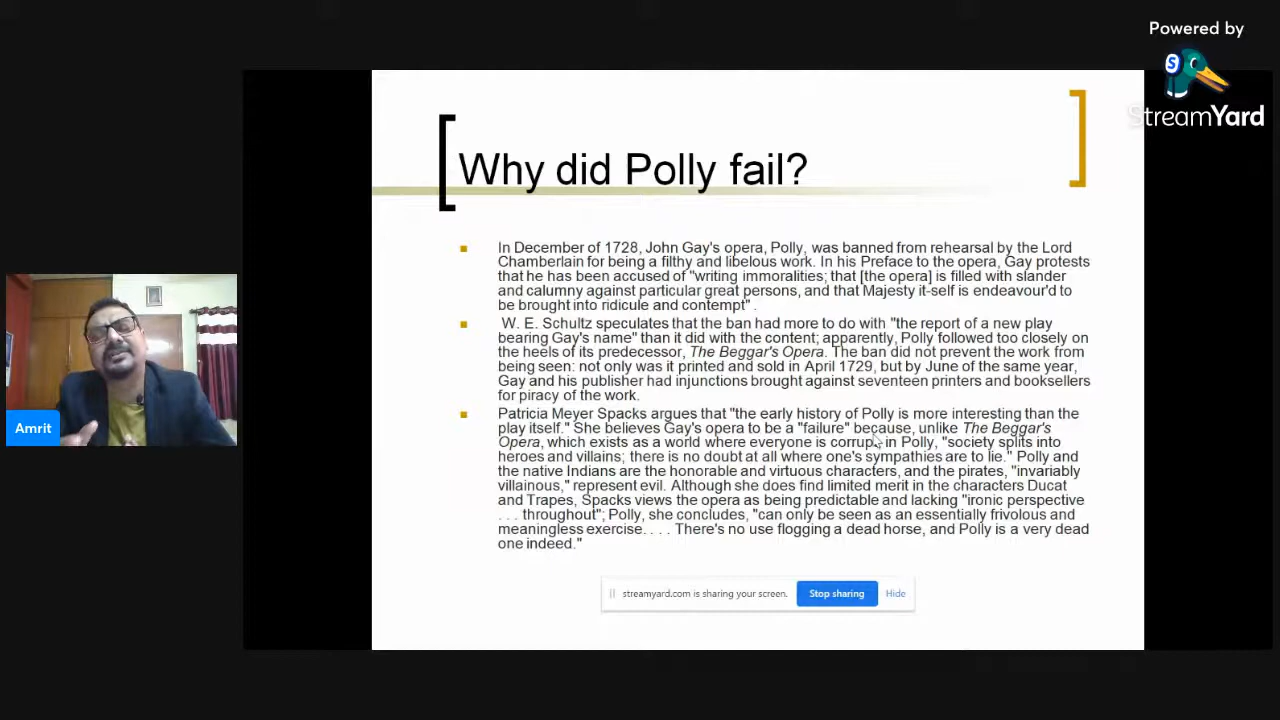 Powered by
StreamYard
Why did Polly fail?
In December of 1728, John Gay's opera, Polly, was banned from rehearsal by the Lord
Chamberlain for being a filthy and libelous work. In his Preface to the opera, Gay protests
that he has been accused of "writing immoralities; that [the opera] is filled with slander
and calumny against particular great persons, and that Majesty it-self is endeavour'd to
be brought into ridicule and contempt" .
W. E. Schultz speculates that the ban had more to do with "the report of a new play
bearing Gay's name" than it did with the content; apparently, Polly followed too closely on
the heels of its predecessor, The Beggar's Opera. The ban did not prevent the work from
being seen: not only was it printed and sold in April 1729, but by June of the same year,
Gay and his publisher had injunctions brought against seventeen printers and booksellers
for piracy of the work.
Patricia Meyer Spacks argues that "the early history of Polly is more interesting than the
play itself." She believes Gay's opera to be a "failure" because, unlike The Beggar's
Opera, which exists as a world where everyone is corrupt, in Polly, "society splits into
heroes and villains; there is no doubt at all where one's sympathies are to lie." Polly and
the native Indians are the honorable and virtuous characters, and the pirates, "invariably
villainous," represent evil. Although she does find limited merit in the characters Ducat
and Trapes, Spacks views the opera as being predictable and lacking "ironic perspective
. . . throughout"; Polly, she concludes, "can only be seen as an essentially frivolous and
meaningless exercise. . . . There's no use flogging a dead horse, and Polly is a very dead
one indeed."
Amrit
streamyard.com is sharing your screen.
Stop sharing
Hide